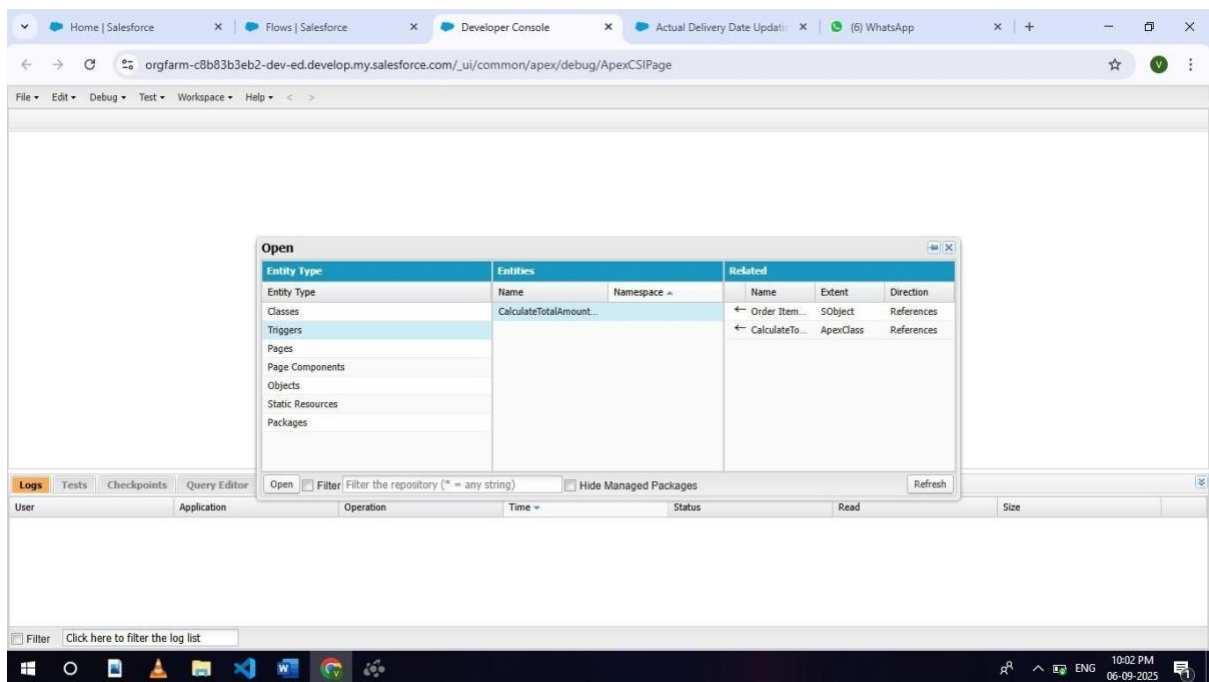 Home | Salesforce Flows | Salesforce Developer Console Actual Delivery Date Updatin (6) WhatsApp
orgfarm-c8b83b3eb2-dev-ed.develop.my.salesforce.com/_ui/common/apex/debug/ApexCSIPage V
File Edit Debug Test Workspace Help < >
Open
Entity Type Entities Related
Entity Type Name Namespace Name Extent Direction
Classes CalculateTotalAmount... Order Item... SObject References
Triggers CalculateTo... ApexClass References
Pages
Page Components
Objects
Static Resources
Packages
Logs Tests Checkpoints Query Editor Open Filter Filter the repository (* = any string) Hide Managed Packages Refresh
User Application Operation Time Status Read Size
Filter Click here to filter the log list
ENG 10:02 PM
06-09-2025